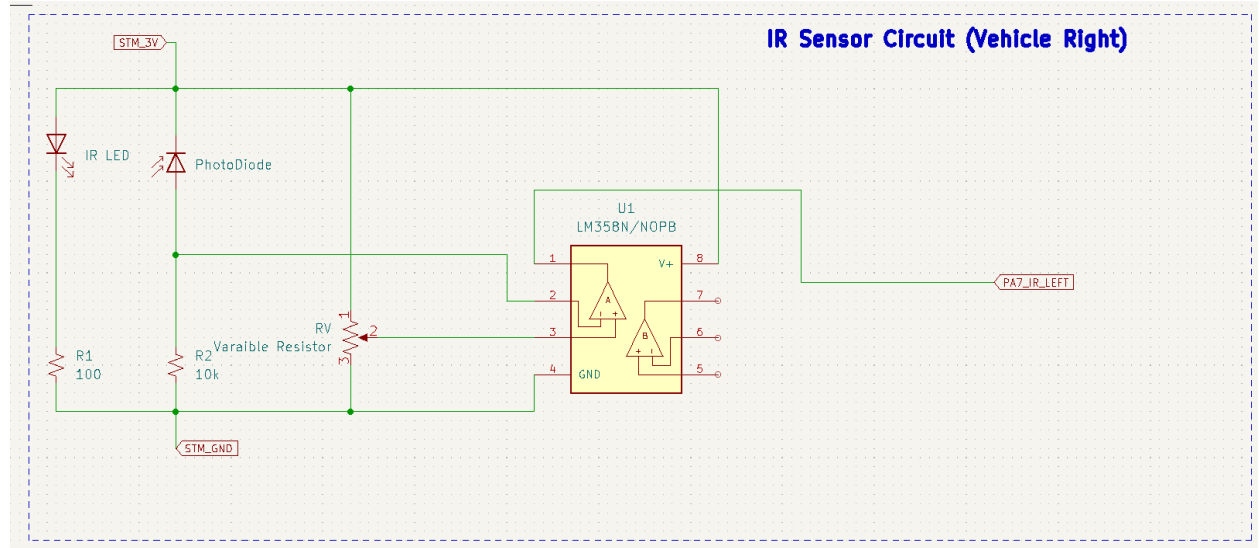 IR Sensor Circuit (Vehicle Right)
STM_3V
IR LED
PhotoDiode
U1
LM358N/NOPB
1
8
V+
2
7
A
- +
PA7_IR_LEFT
RV
Varaible Resistor
1
2
3
3
6
B
+ -
R1
100
R2
10k
4
GND
5
STM_GND